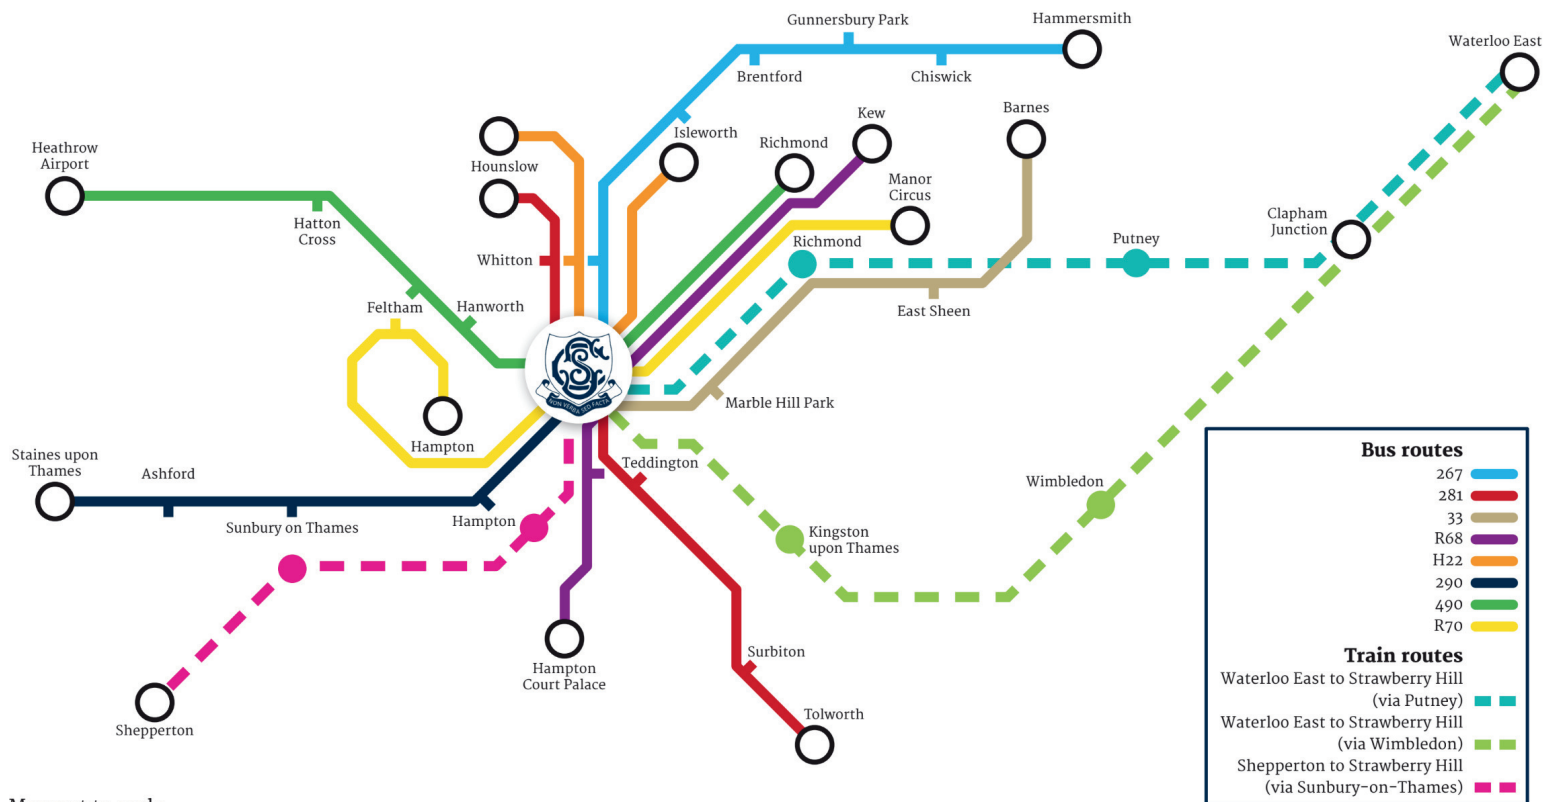 Gunnersbury Park
Hammersmith
Waterloo East
Brentford
Chiswick
Barnes
Kew
Isleworth
Richmond
Heathrow
Airport
Hounslow
Manor
Circus
Hatton
Cross
Clapham
Junction
Richmond
Putney
Whitton
Feltham
Hanworth
East Sheen
NON VERBA SED FACTA
Marble Hill Park
Hampton
Staines upon
Thames
Ashford
Teddington
Sunbury on Thames
Hampton
Wimbledon
Kingston
upon Thames
Surbiton
Hampton
Court Palace
Tolworth
Shepperton
Bus routes
267
281
33
R68
H22
290
490
R70
Train routes
Waterloo East to Strawberry Hill
(via Putney)
Waterloo East to Strawberry Hill
(via Wimbledon)
Shepperton to Strawberry Hill
(via Sunbury-on-Thames)